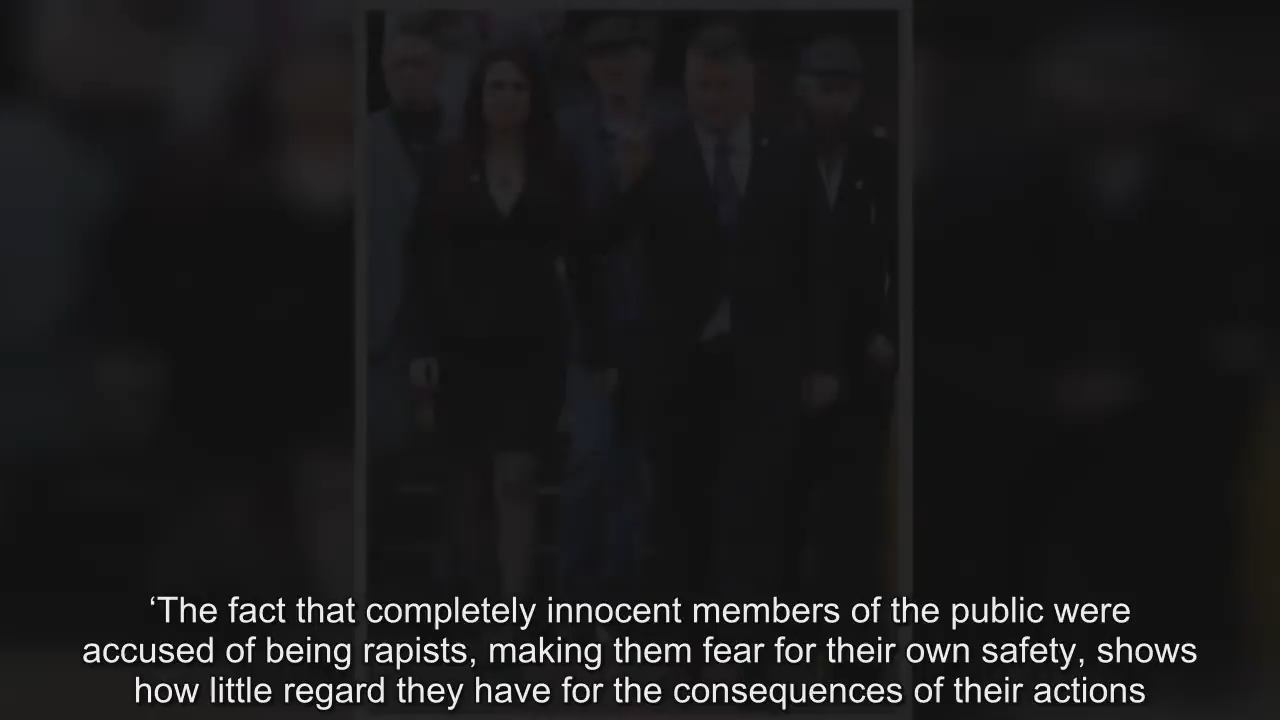 ‘The fact that completely innocent members of the public were
accused of being rapists, making them fear for their own safety, shows
how little regard they have for the consequences of their actions